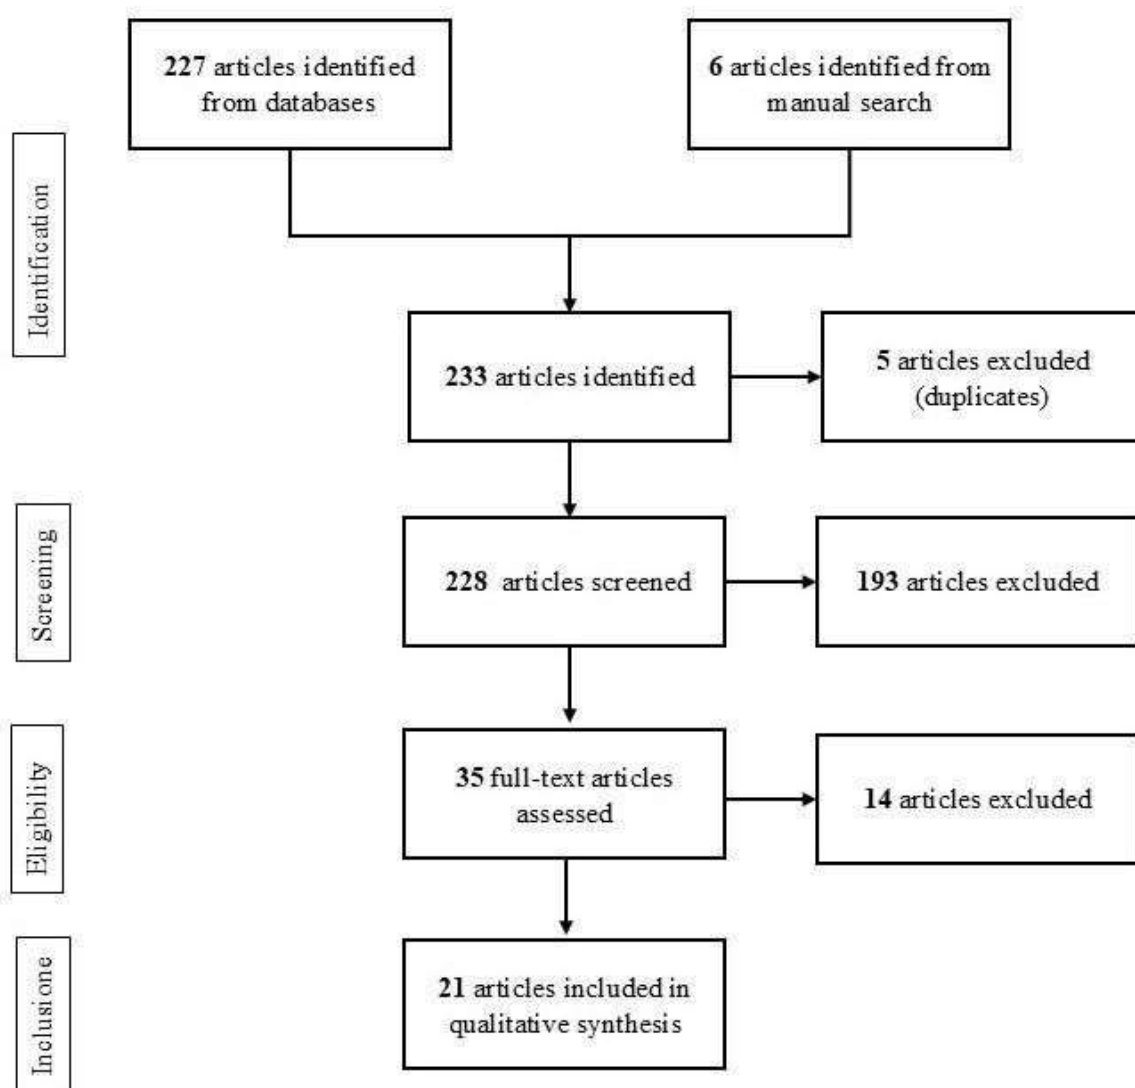 227 articles identified
from databases
6 articles identified from
manual search
Identification
233 articles identified
5 articles excluded
(duplicates)
Screening
228 articles screened
193 articles excluded
Eligibility
35 full-text articles
assessed
14 articles excluded
Inclusione
21 articles included in
qualitative synthesis